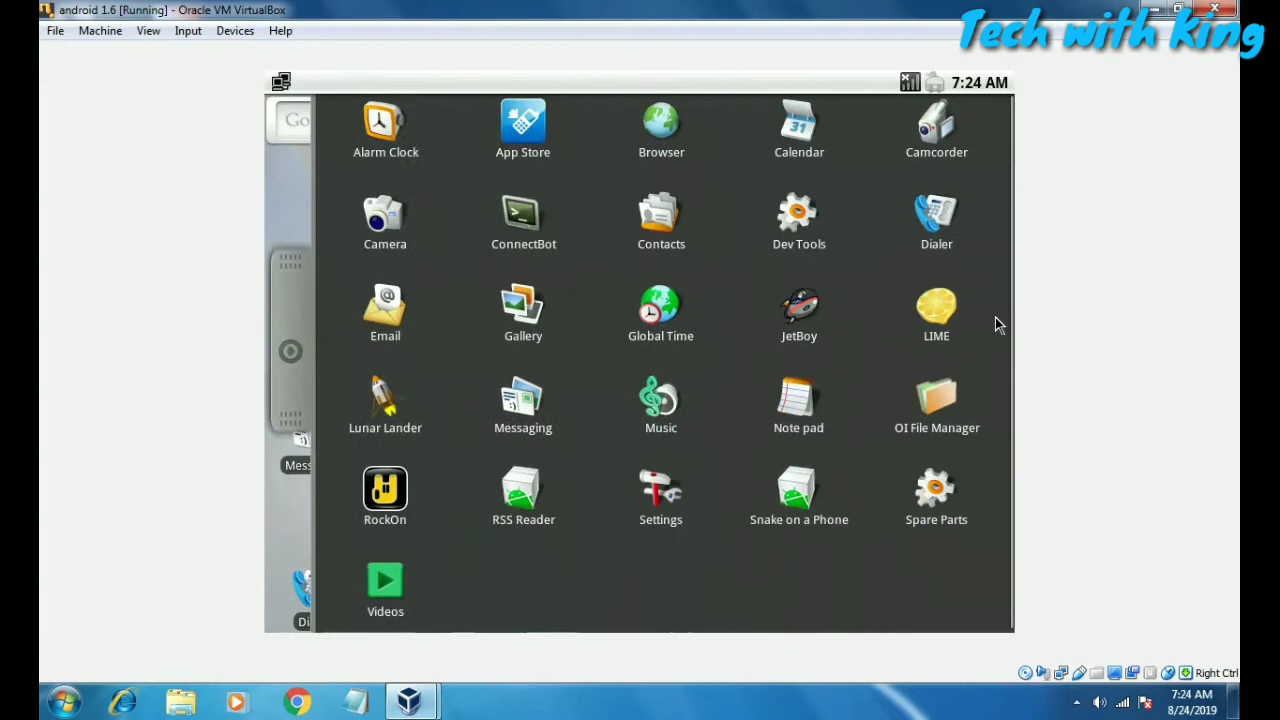 android 1.6 [Running] - Oracle VM VirtualBox
Tech with King
File Machine View Input Devices Help
7:24 AM
Go
Alarm Clock App Store Browser Calendar Camcorder
31
Camera ConnectBot Contacts Dev Tools Dialer
Email Gallery Global Time JetBoy LIME
Lunar Lander Messaging Music Note pad OI File Manager
Mess
RockOn RSS Reader Settings Snake on a Phone Spare Parts
Videos
Di
Right Ctrl
7:24 AM
8/24/2019